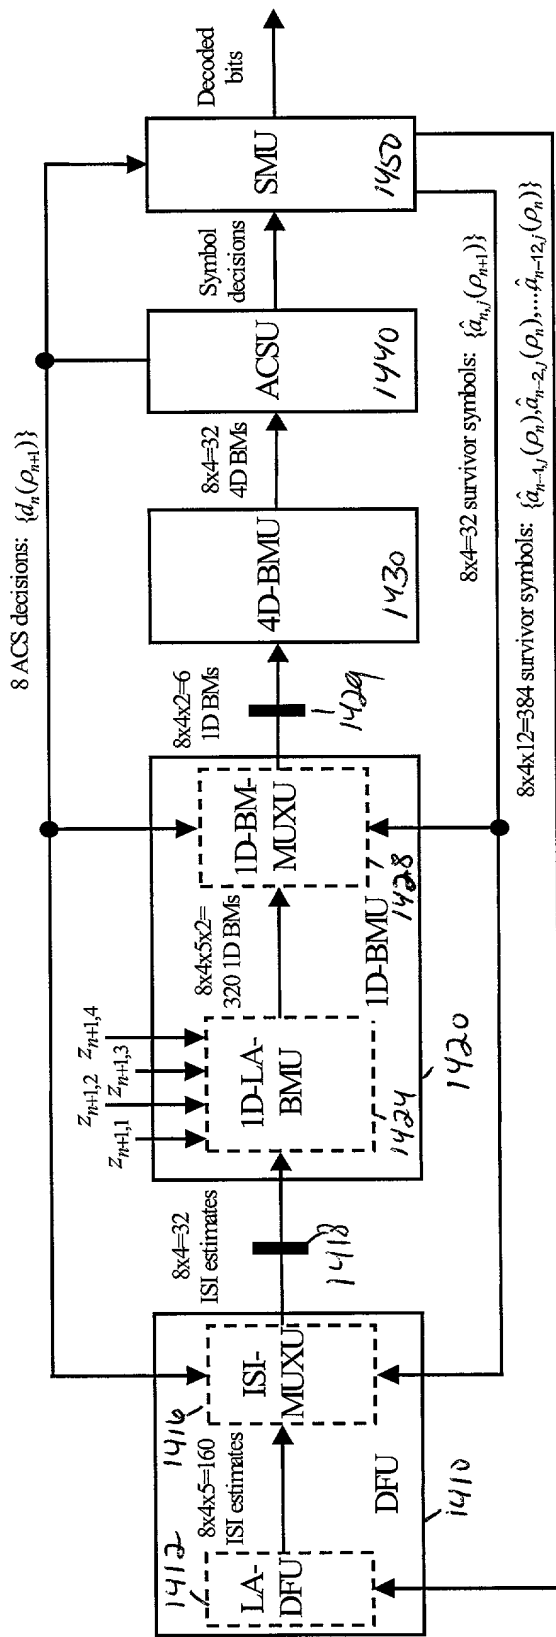 8 ACS decisions: {d_n(ρ_{n+1})}
1412
LA-
DFU
8x4x5=160
ISI estimates
1416
ISI-
MUXU
DFU
1410
8x4=32
ISI estimates
1418
z_{n+1,1}
z_{n+1,2}
z_{n+1,3}
z_{n+1,4}
1D-LA-
BMU
1424
8x4x5x2=
320 1D BMs
1D-BM-
MUXU
1428
1D-BMU
1420
8x4x2=6
1D BMs
1429
4D-BMU
1430
8x4=32
4D BMs
ACSU
1440
Symbol
decisions
SMU
1450
Decoded
bits
8x4=32 survivor symbols: {â_{n,j}(ρ_{n+1})}
8x4x12=384 survivor symbols: {â_{n-1,j}(ρ_n),â_{n-2,j}(ρ_n),...â_{n-12,j}(ρ_n)}